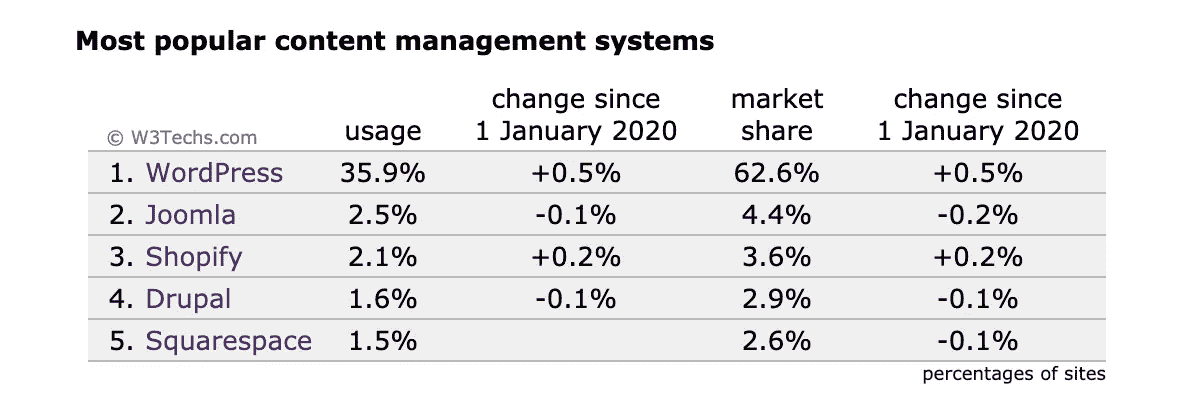 Most popular content management systems
© W3Techs.com usage change since 1 January 2020 market share change since 1 January 2020
1. WordPress 35.9% +0.5% 62.6% +0.5%
2. Joomla 2.5% -0.1% 4.4% -0.2%
3. Shopify 2.1% +0.2% 3.6% +0.2%
4. Drupal 1.6% -0.1% 2.9% -0.1%
5. Squarespace 1.5% 2.6% -0.1%
percentages of sites